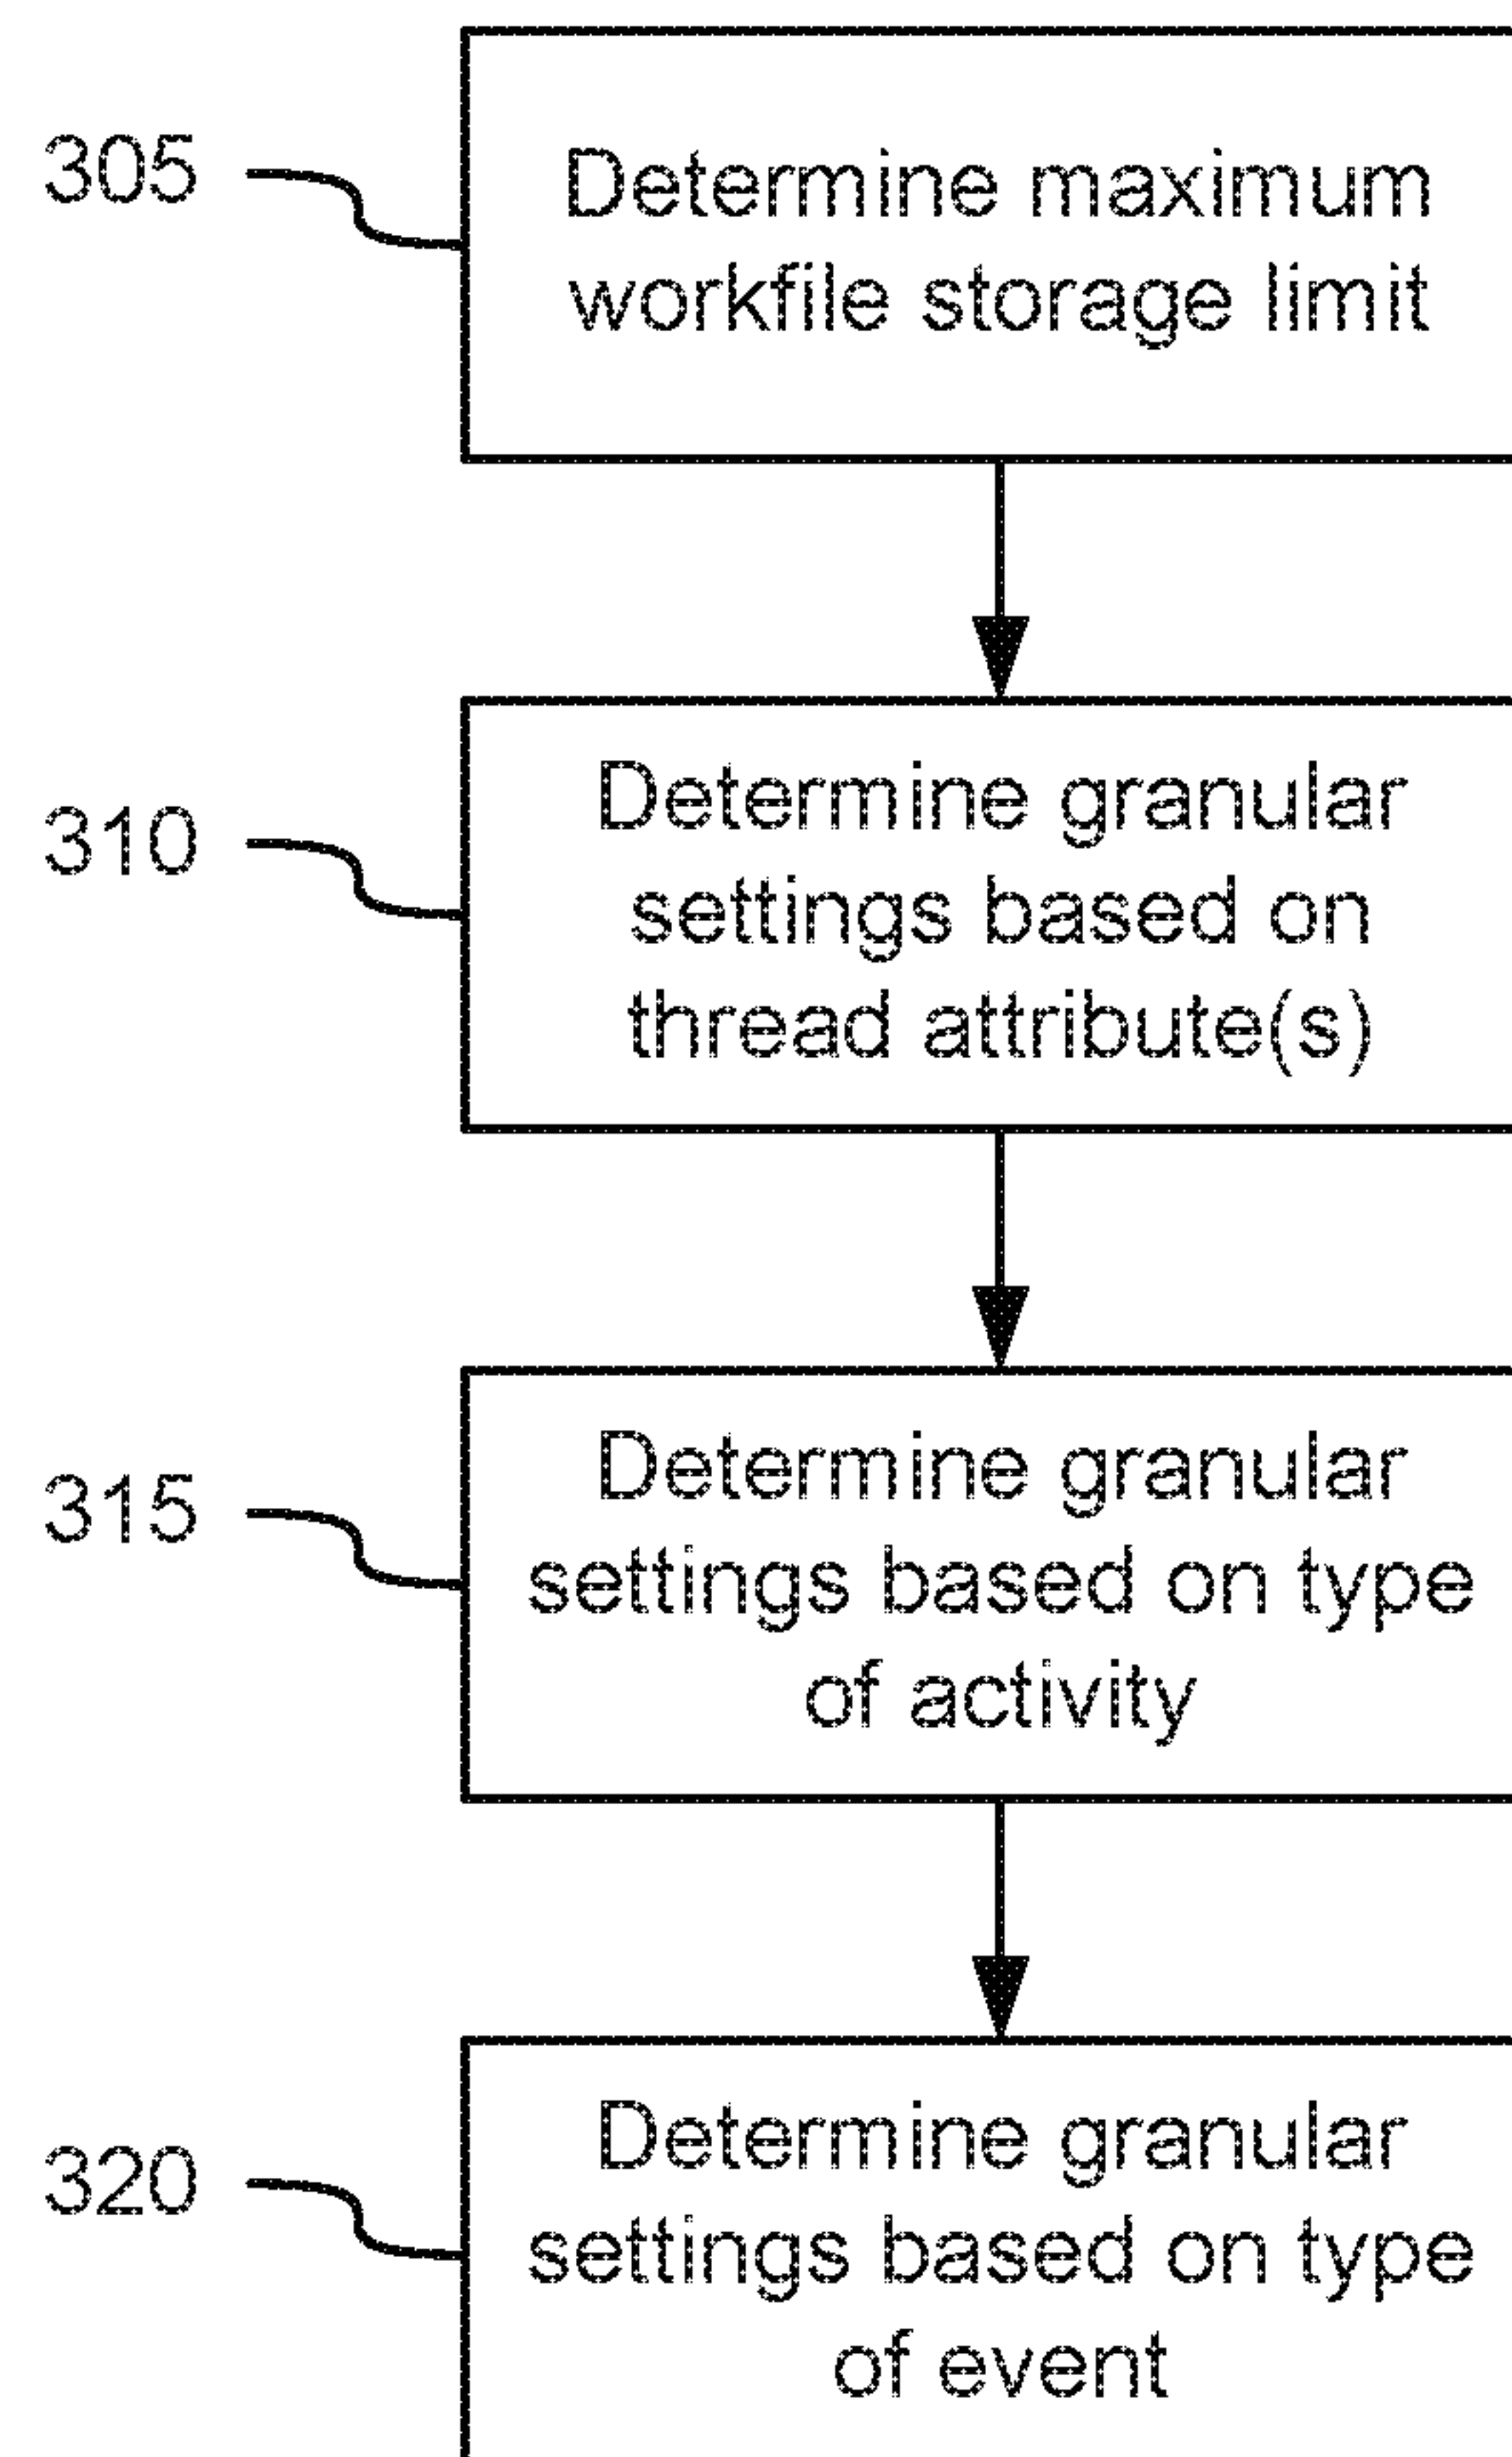 305
Determine maximum
workfile storage limit
310
Determine granular
settings based on
thread attribute(s)
315
Determine granular
settings based on type
of activity
320
Determine granular
settings based on type
of event